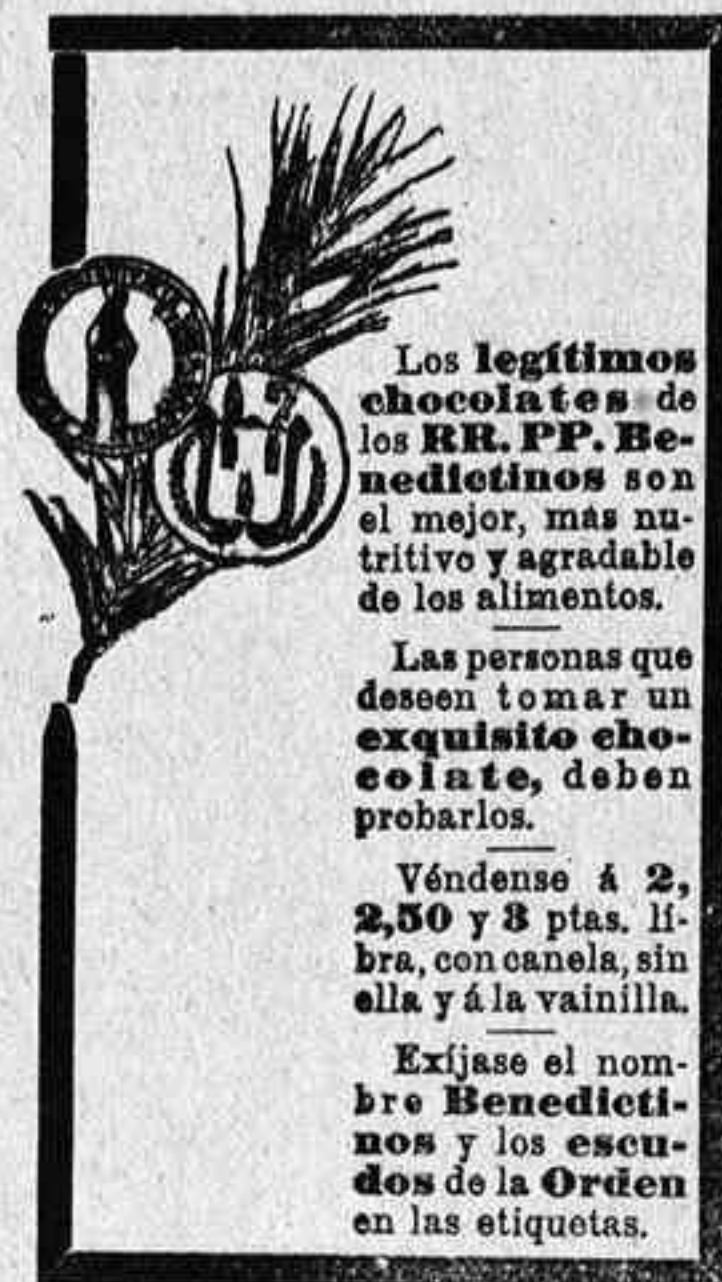 Los legítimos
chocolates de
los RR. PP. Be-
nedictinos son
el mejor, mas nu-
tritivo y agradable
de los alimentos.
Las personas que
deseen tomar un
exquisito cho-
colate, deben
probarlos.
Véndense á 2,
2,50 y 3 ptas. lí-
bra, con canela, sin
ella y á la vainilla.
Exíjase el nom-
bre Benedicti-
nos y los escu-
dos de la Orden
en las etiquetas.